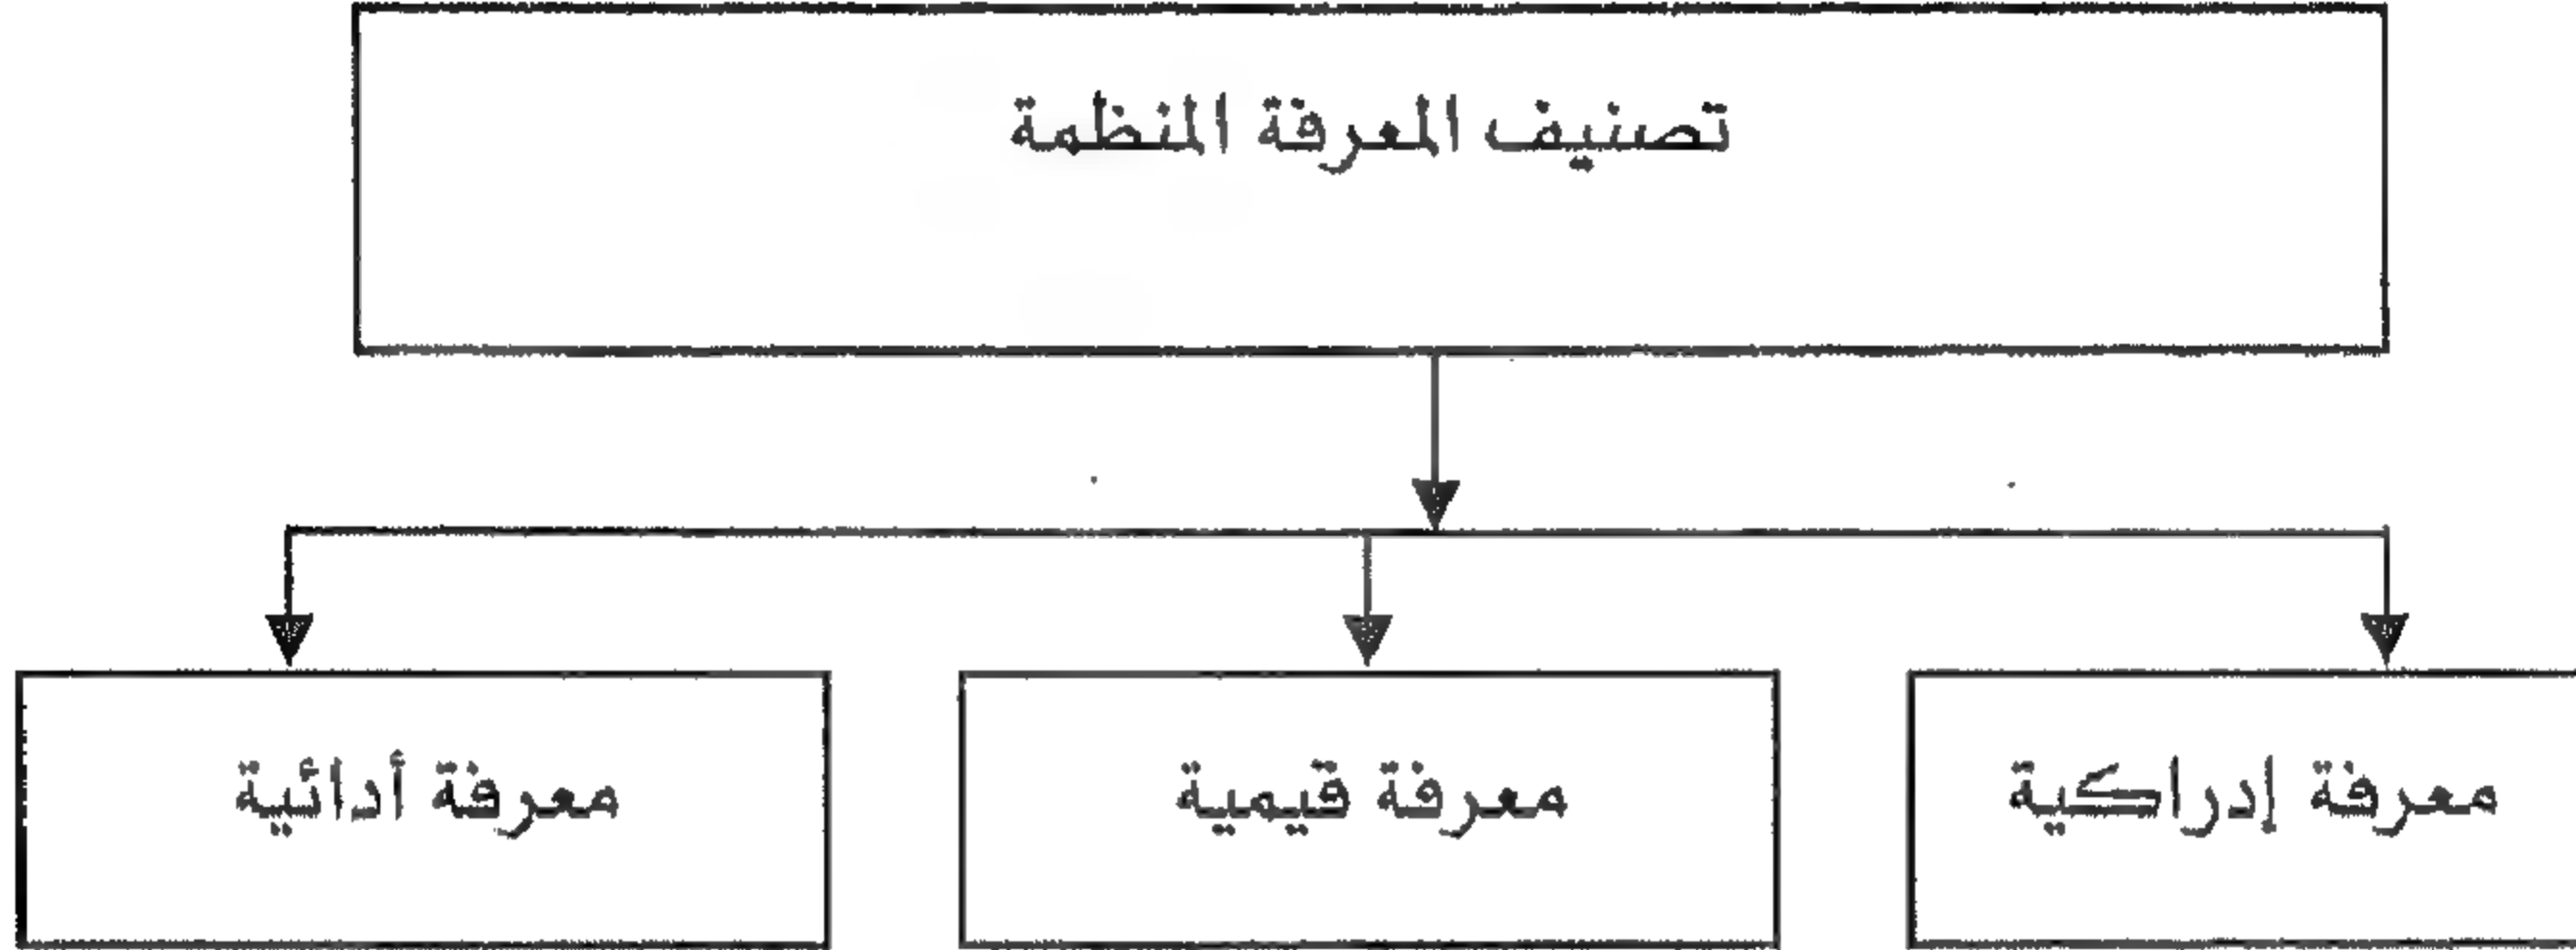 تصنيف المعرفة المنظمة
معرفة إدراكية
معرفة قيمية
معرفة أدائية